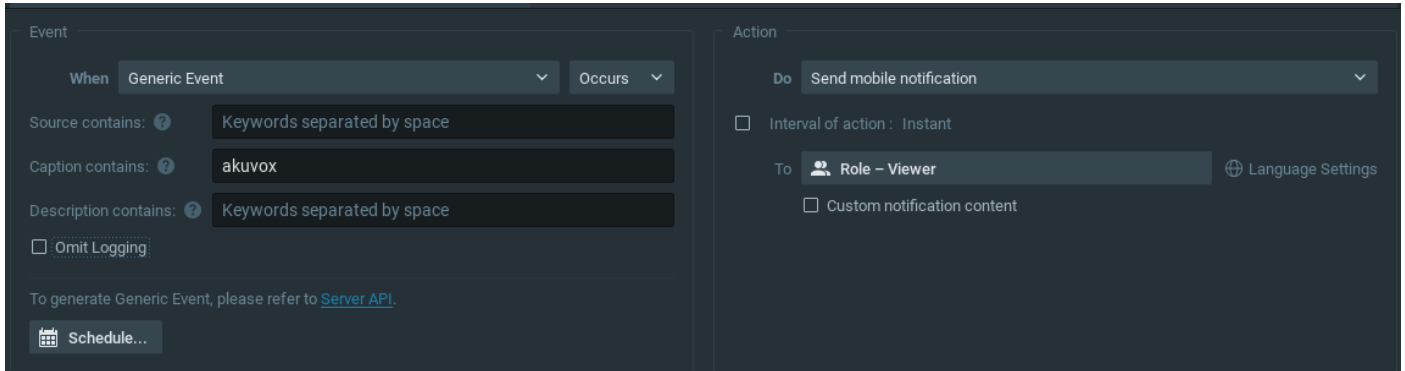 Event
When Generic Event Occurs
Source contains: ? Keywords separated by space
Caption contains: ? akuvox
Description contains: ? Keywords separated by space
Omit Logging
To generate Generic Event, please refer to Server API.
Schedule...
Action
Do Send mobile notification
Interval of action : Instant
To Role – Viewer Language Settings
Custom notification content